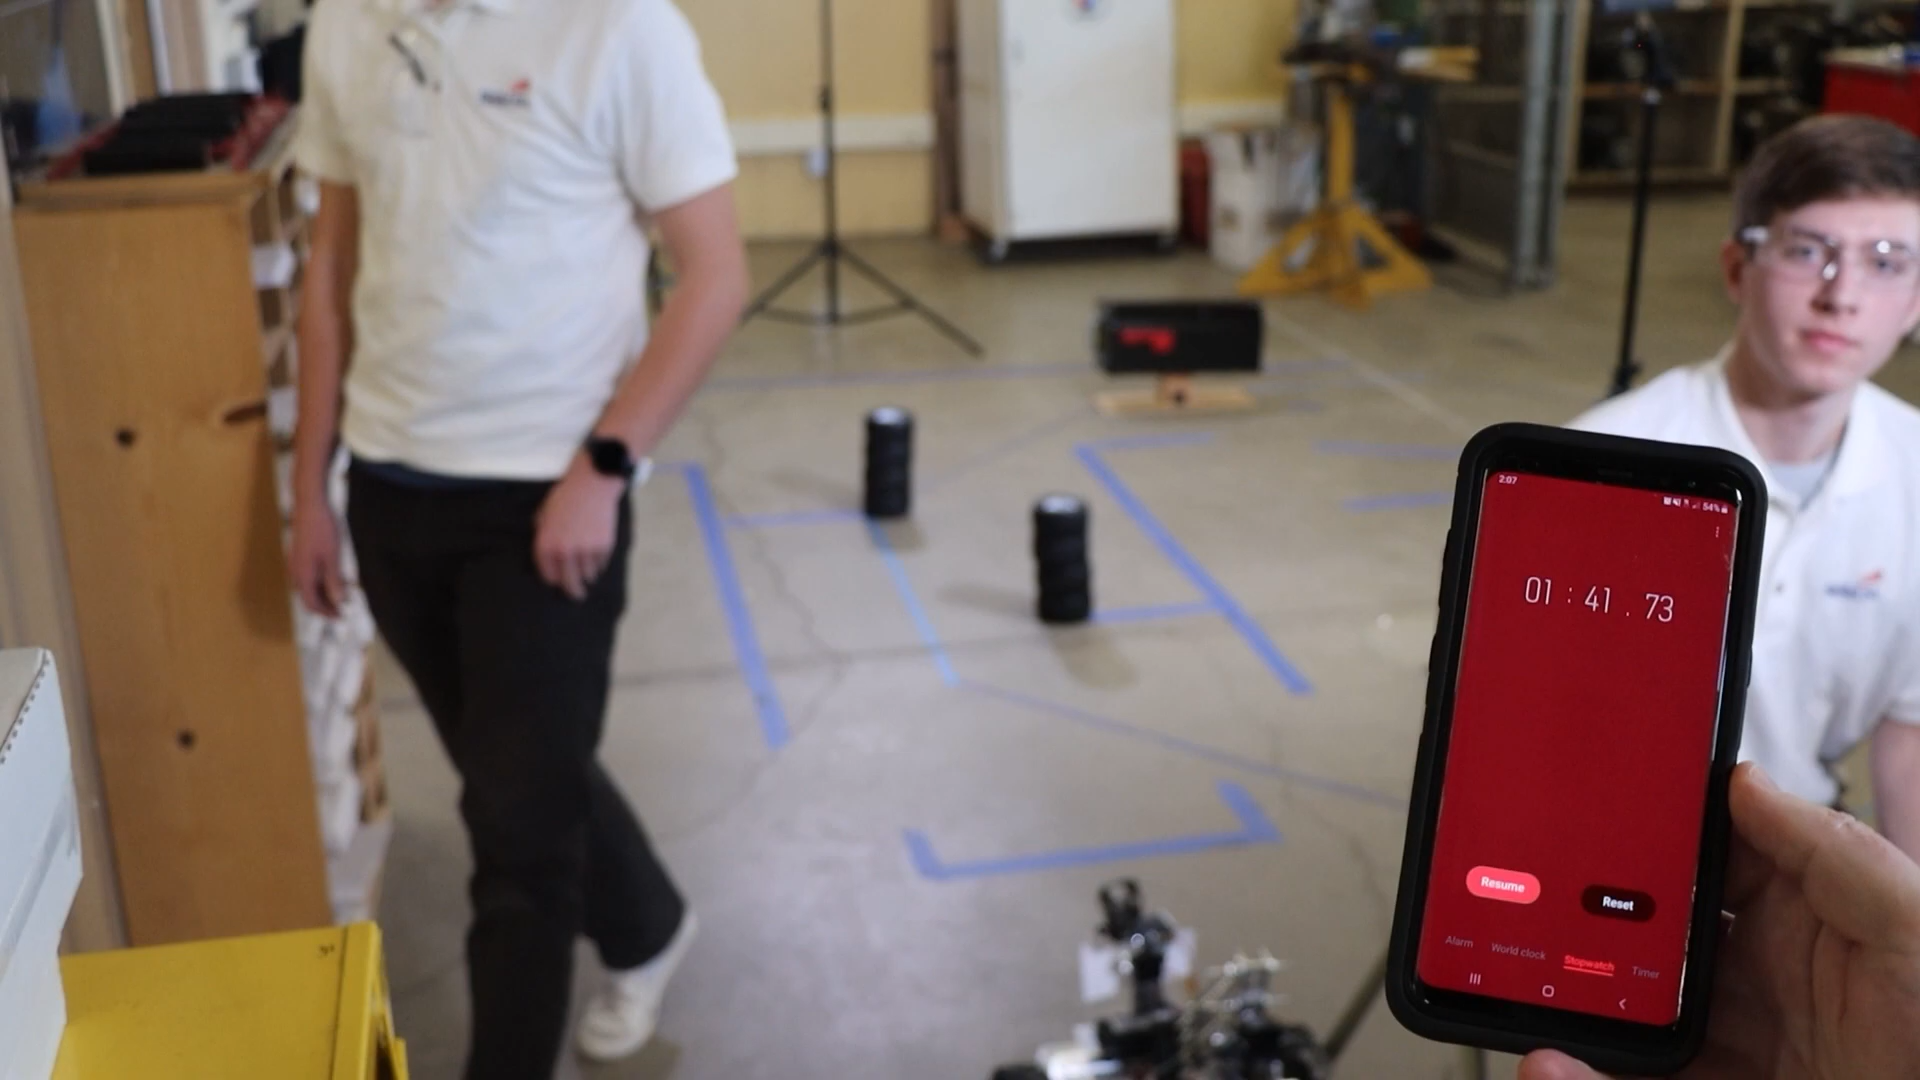 2:07
54%
01 : 41 . 73
Resume
Reset
Alarm World clock Stopwatch Timer